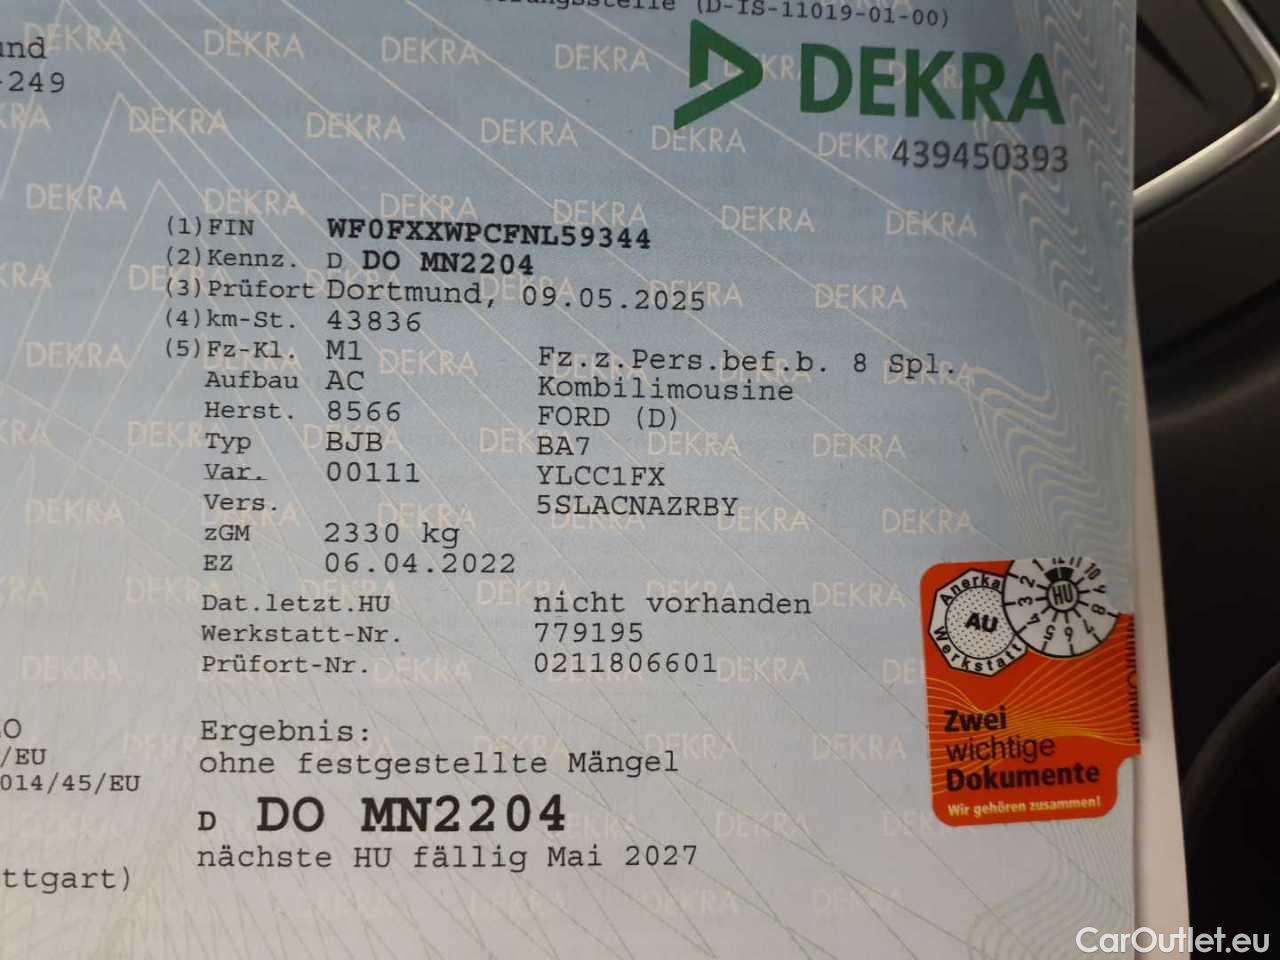 (D-IS-11019-01-00)
und
-249
DEKRA
439450393
(1) FIN WF0FXXWPCFNL59344
(2) Kennz. D DO MN2204
(3) Prüfort Dortmund, 09.05.2025
(4) km-St. 43836
(5) Fz-Kl. M1 Fz.z.Pers.bef.b. 8 Spl.
Aufbau AC Kombilimousine
Herst. 8566 FORD (D)
Typ BJB BA7
Var. 00111 YLCC1FX
Vers. 5SLACNAZRBY
zGM 2330 kg
EZ 06.04.2022
Dat.letzt.HU nicht vorhanden
Werkstatt-Nr. 779195
Prüfort-Nr. 0211806601
Ergebnis:
ohne festgestellte Mängel
/EU
014/45/EU
D DO MN2204
nächste HU fällig Mai 2027
ttgart)
AU
Werkstatt
HU
Zwei
wichtige
Dokumente
Wir gehören zusammen!
CarOutlet.eu